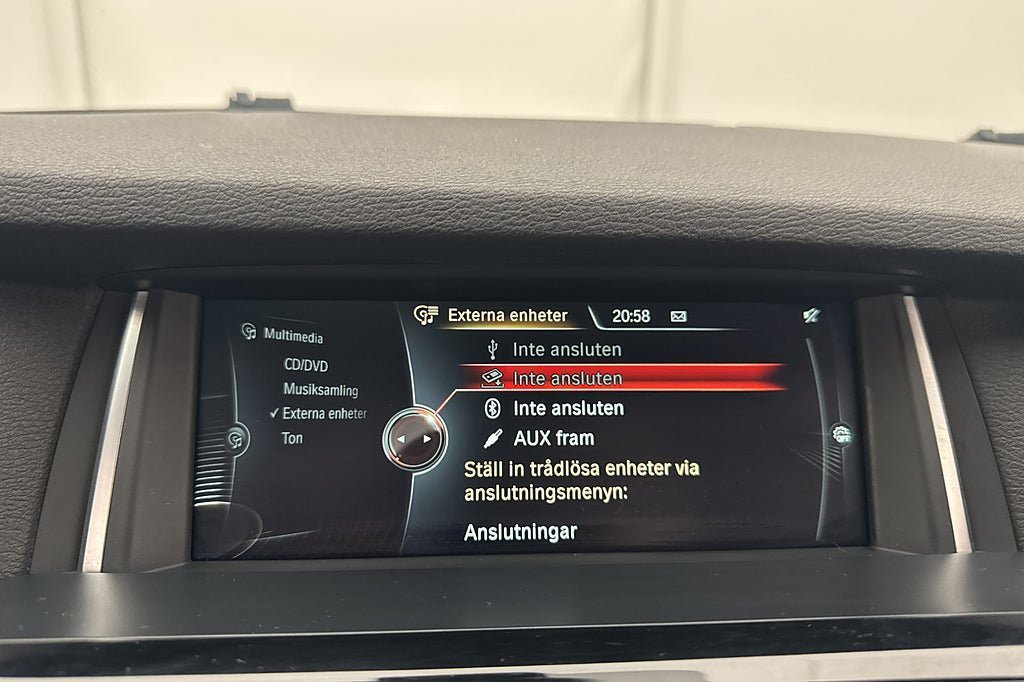 Multimedia
CD/DVD
Musiksamling
Externa enheter
Ton
Externa enheter
20:58
Inte ansluten
Inte ansluten
Inte ansluten
AUX fram
Ställ in trådlösa enheter via
anslutningsmenyn:
Anslutningar